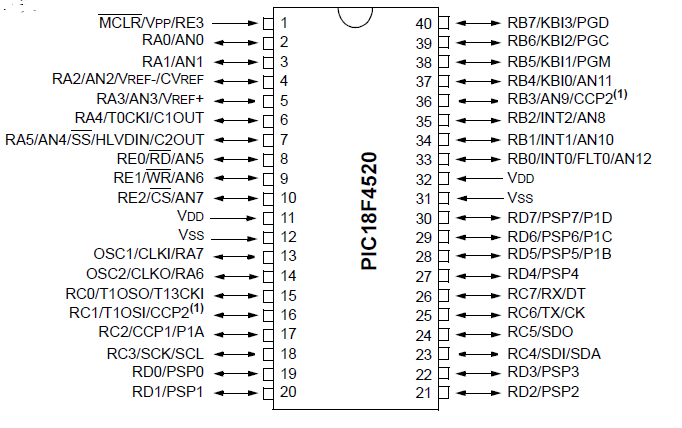 MCLR/VPP/RE3 1 40 RB7/KBI3/PGD
RA0/AN0 2 39 RB6/KBI2/PGC
RA1/AN1 3 38 RB5/KBI1/PGM
RA2/AN2/VREF-/CVREF 4 37 RB4/KBI0/AN11
RA3/AN3/VREF+ 5 36 RB3/AN9/CCP2(1)
RA4/T0CKI/C1OUT 6 35 RB2/INT2/AN8
RA5/AN4/SS/HLVDIN/C2OUT 7 34 RB1/INT1/AN10
RE0/RD/AN5 8 33 RB0/INT0/FLT0/AN12
RE1/WR/AN6 9 32 VDD
RE2/CS/AN7 10 31 VSS
VDD 11 30 RD7/PSP7/P1D
VSS 12 29 RD6/PSP6/P1C
OSC1/CLKI/RA7 13 28 RD5/PSP5/P1B
OSC2/CLKO/RA6 14 27 RD4/PSP4
RC0/T1OSO/T13CKI 15 26 RC7/RX/DT
RC1/T1OSI/CCP2(1) 16 25 RC6/TX/CK
RC2/CCP1/P1A 17 24 RC5/SDO
RC3/SCK/SCL 18 23 RC4/SDI/SDA
RD0/PSP0 19 22 RD3/PSP3
RD1/PSP1 20 21 RD2/PSP2
PIC18F4520